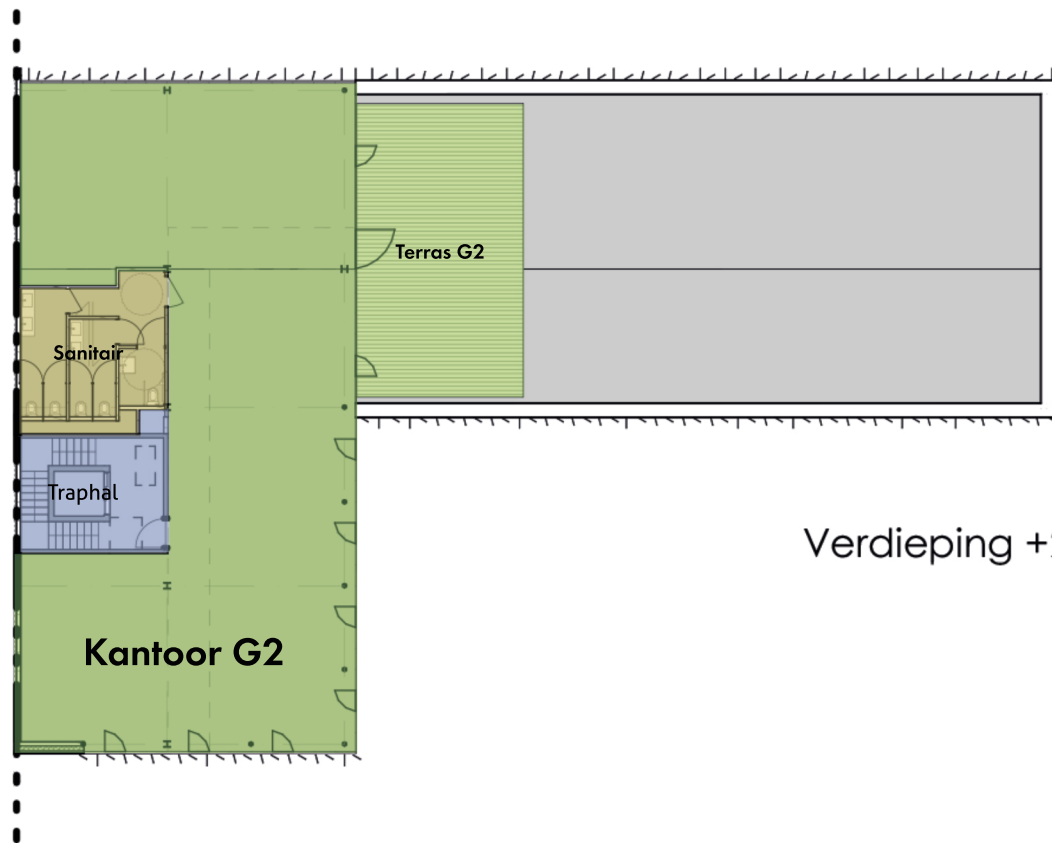 Terras G2
Sanitair
Traphal
Verdieping +
Kantoor G2